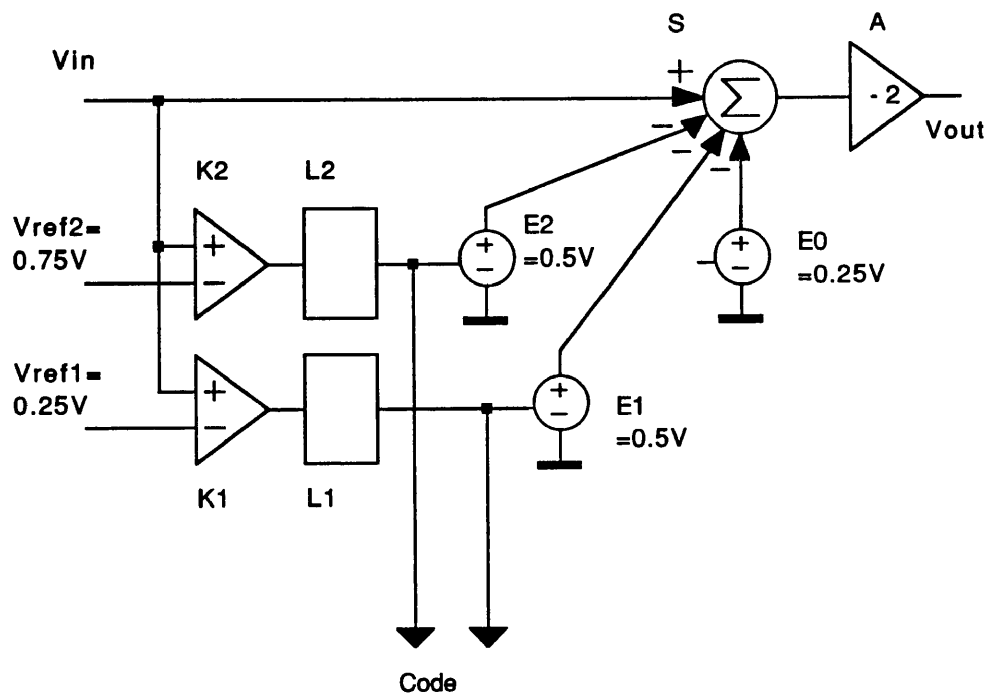 S
A
Vin
+
Σ
- 2
Vout
K2
L2
Vref2=
0.75V
+
−
E2
=0.5V
+
−
E0
=0.25V
+
−
Vref1=
0.25V
+
−
E1
=0.5V
+
−
K1
L1
Code